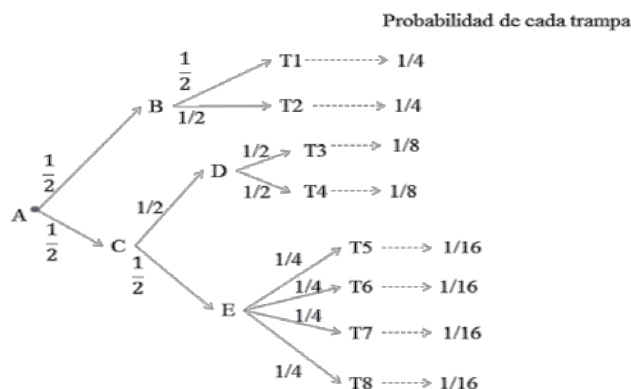 Probabilidad de cada trampa
1/2 T1 1/4
B 1/2 T2 1/4
1/2 T3 1/8
D
1/2 1/2 T4 1/8
A 1/2
1/2 C T5 1/16
1/4
1/2 1/4 T6 1/16
E 1/4
T7 1/16
1/4
T8 1/16